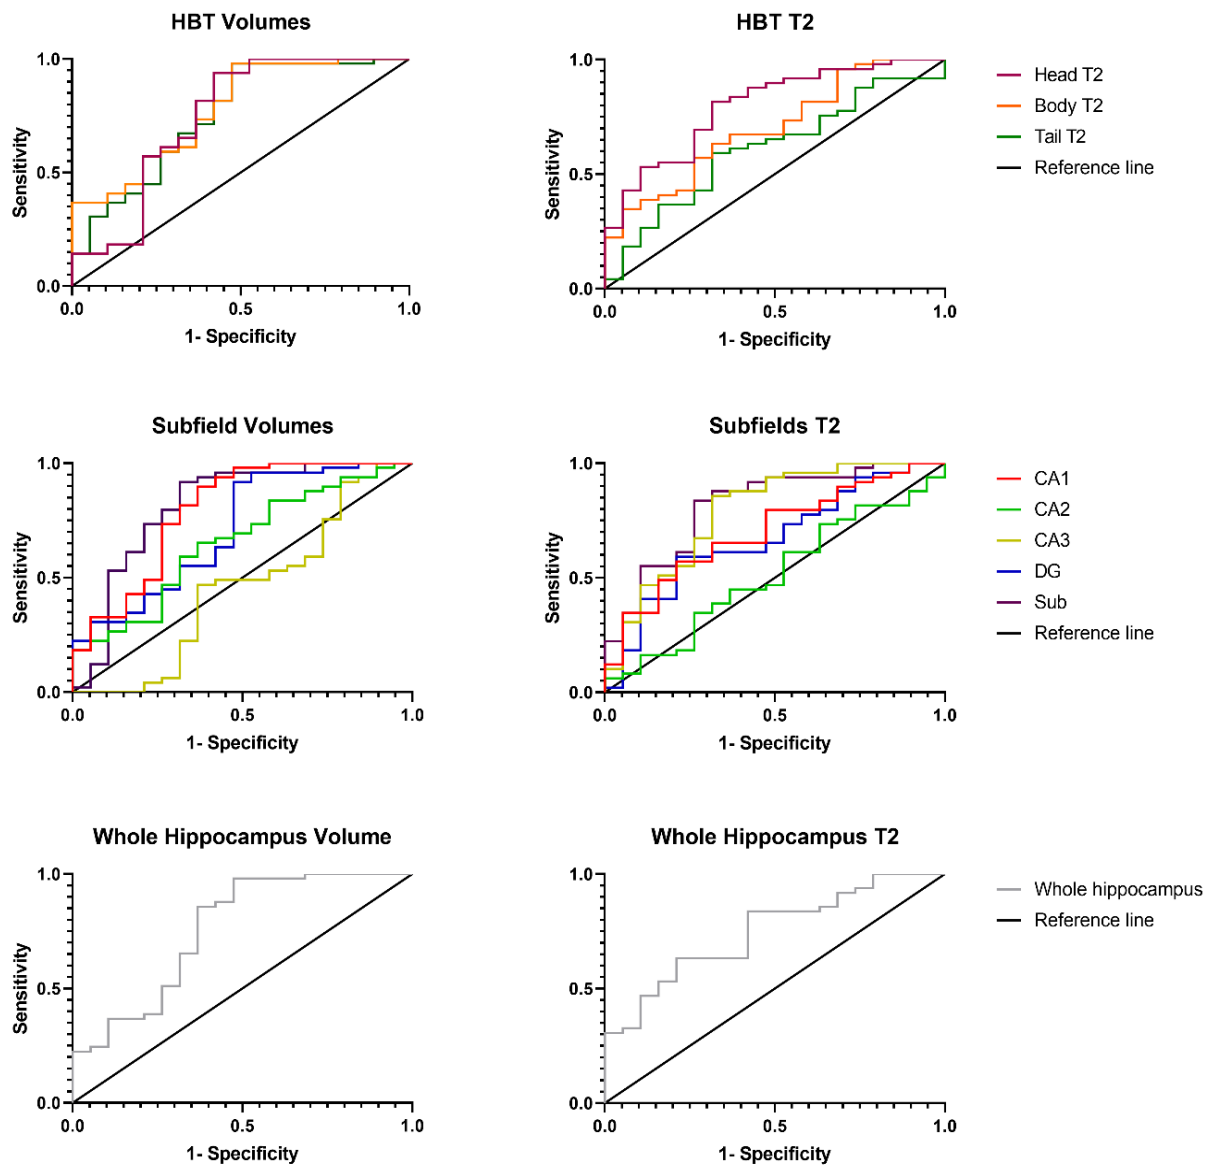 HBT Volumes
Sensitivity
1.0
0.5
0.0
0.0 0.5 1.0
1- Specificity
HBT T2
Sensitivity
1.0
0.5
0.0
0.0 0.5 1.0
1- Specificity
Head T2
Body T2
Tail T2
Reference line
Subfield Volumes
Sensitivity
1.0
0.5
0.0
0.0 0.5 1.0
1- Specificity
Subfields T2
Sensitivity
1.0
0.5
0.0
0.0 0.5 1.0
1- Specificity
CA1
CA2
CA3
DG
Sub
Reference line
Whole Hippocampus Volume
Sensitivity
1.0
0.5
0.0
0.0 0.5 1.0
1- Specificity
Whole Hippocampus T2
Sensitivity
1.0
0.5
0.0
0.0 0.5 1.0
1- Specificity
Whole hippocampus
Reference line